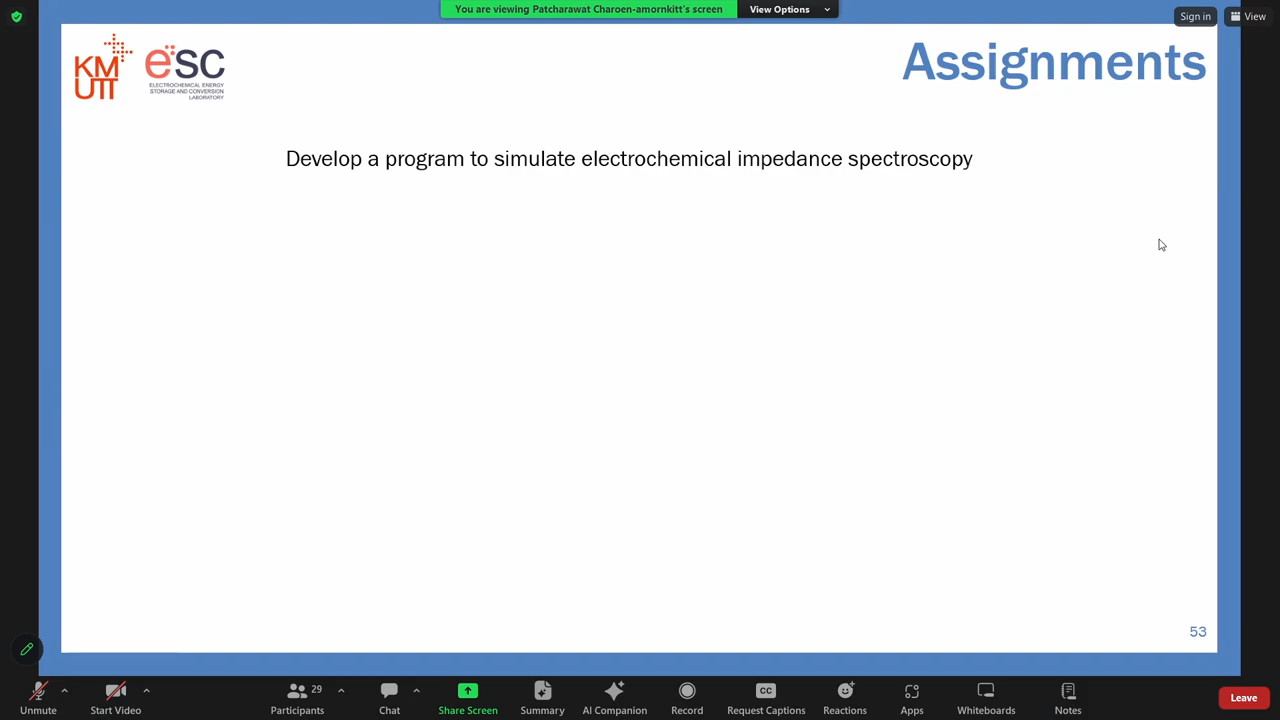 You are viewing Patcharawat Charoen-amornkitt's screen View Options
Sign in View
KM
UTT
esc
ELECTROCHEMICAL ENERGY
STORAGE AND CONVERSION
LABORATORY
Assignments
Develop a program to simulate electrochemical impedance spectroscopy
53
29
CC
Unmute Start Video Participants Chat Share Screen Summary AI Companion Record Request Captions Reactions Apps Whiteboards Notes Leave